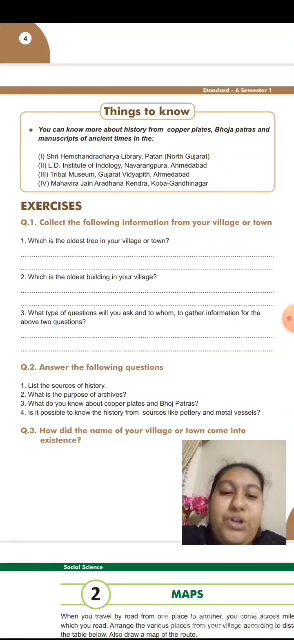 4
Standard - 6 Semester 1
Things to know
• You can know more about history from copper plates, Bhoja patras and
manuscripts of ancient times in the:
(I) Shri Hemchandracharya Library, Patan (North Gujarat)
(II) L.D. Institute of Indology, Navarangpura, Ahmedabad
(III) Tribal Museum, Gujarat Vidyapith, Ahmedabad
(IV) Mahavira Jain Aradhana Kendra, Koba-Gandhinagar
EXERCISES
Q.1. Collect the following information from your village or town
1. Which is the oldest tree in your village or town?
2. Which is the oldest building in your village?
3. What type of questions will you ask and to whom, to gather information for the
above two questions?
Q.2. Answer the following questions
1. List the sources of history.
2. What is the purpose of archives?
3. What do you know about copper plates and Bhoj Patras?
4. Is it possible to know the history from sources like pottery and metal vessels?
Q.3. How did the name of your village or town come into
existence?
Social Science
2
MAPS
When you travel by road from one place to another, you come across mile
which you read. Arrange the various places from your village according to dist
the table below. Also draw a map of the route.